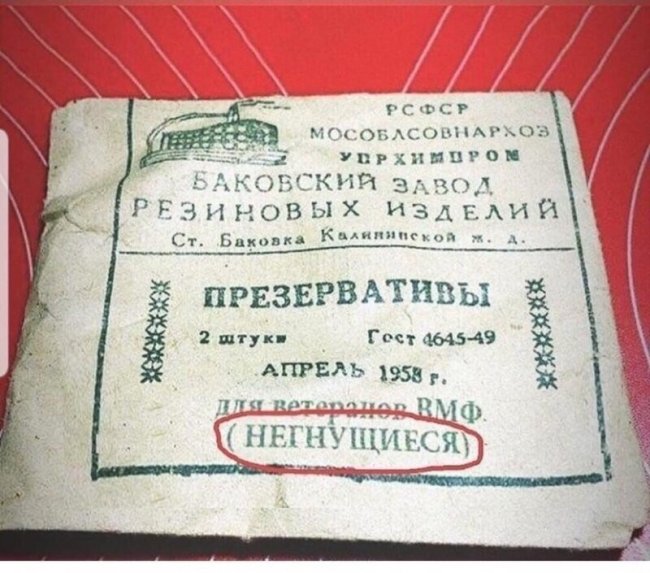 РСФСР
МОСОБЛСОВНАРХОЗ
УПРХИМПРОМ
БАКОВСКИЙ ЗАВОД
РЕЗИНОВЫХ ИЗДЕЛИЙ
Ст. Баковка Калининской ж. д.
ПРЕЗЕРВАТИВЫ
2 штуки Гост 4645-49
АПРЕЛЬ 1958 г.
для ветеранов ВМФ
(НЕГНУЩИЕСЯ)